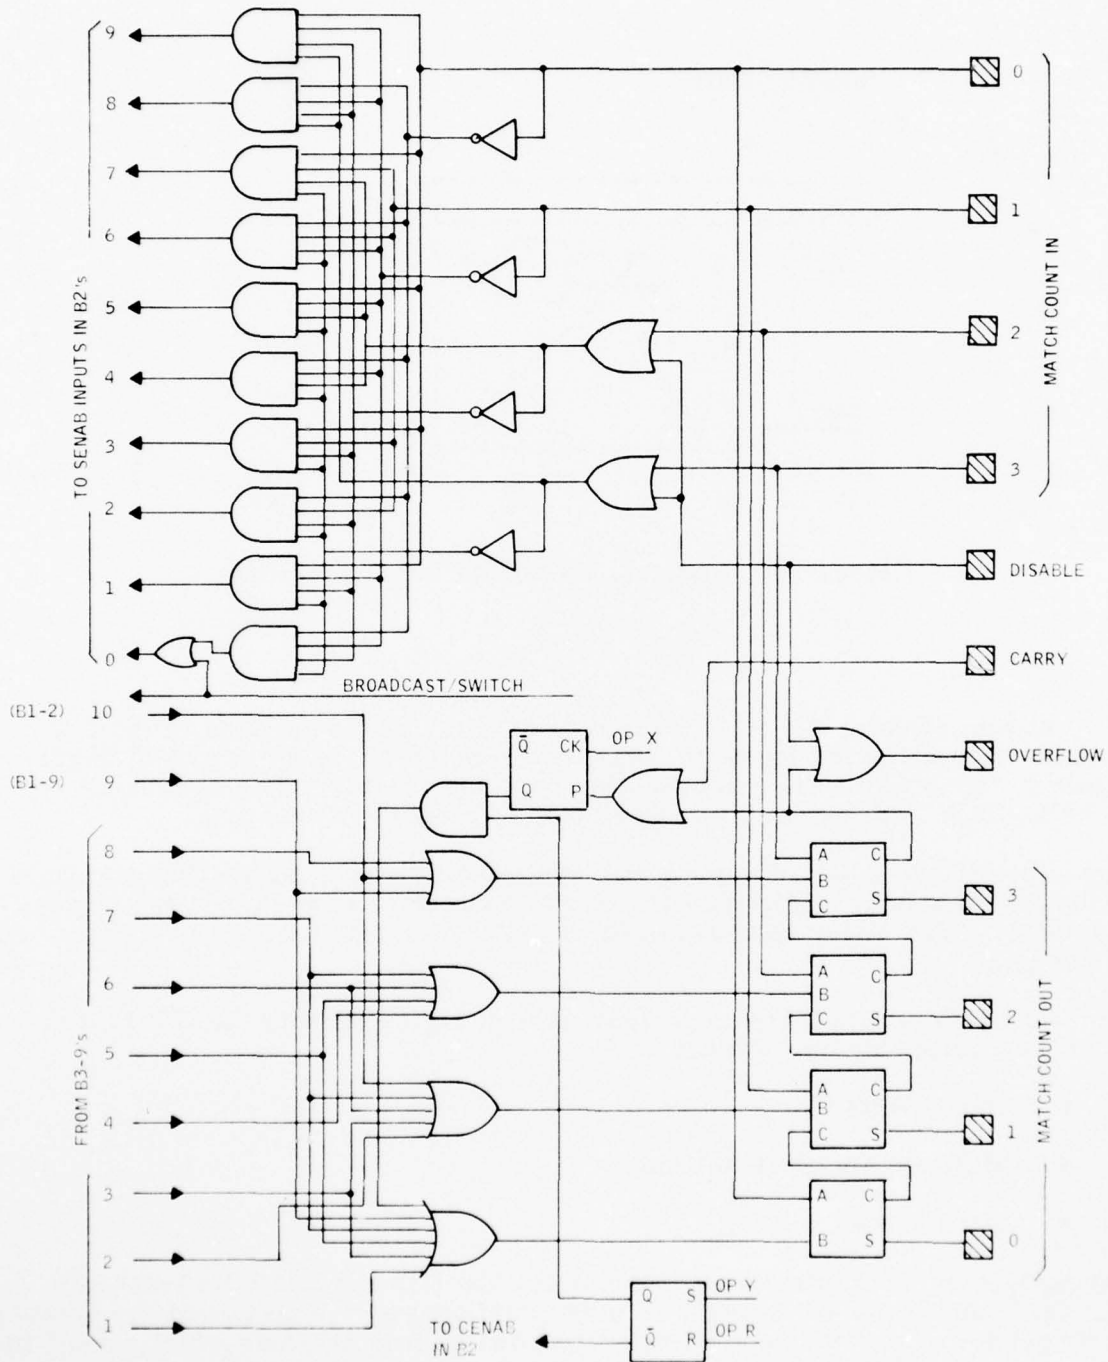 9
8
7
6
5
4
3
2
1
0
TO SENAB INPUTS IN B2's
0
1
2
3
MATCH COUNT IN
DISABLE
CARRY
OVERFLOW
BROADCAST/SWITCH
(B1-2) 10
(B1-9) 9
8
7
6
5
4
3
2
1
FROM B3-9's
Q̄ CK OP X
Q P
A C
B
C S
3
A C
B
C S
2
A C
B
C S
1
A C
B S
0
MATCH COUNT OUT
Q S OP Y
Q̄ R OP R
TO CENAB
IN B2